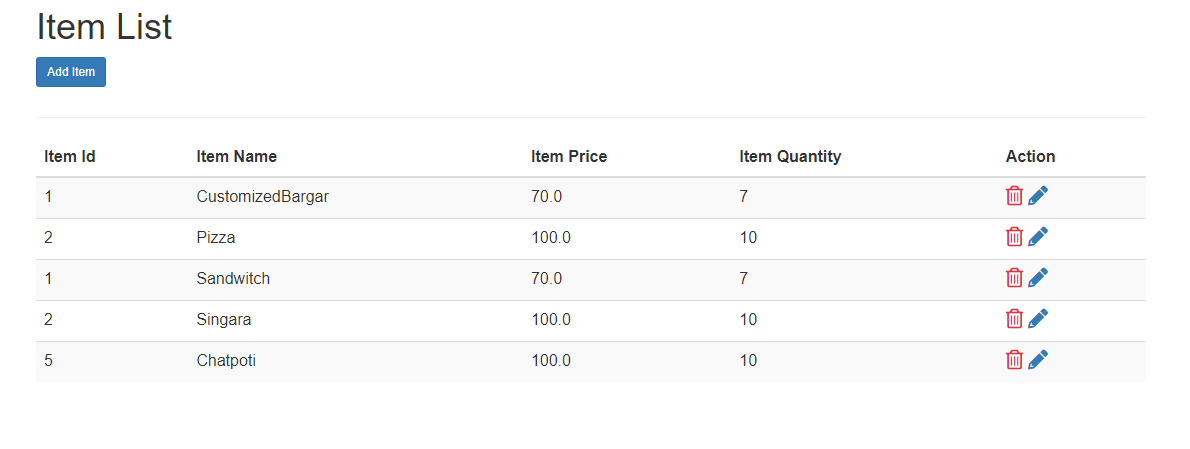 Item List
Add Item
Item Id Item Name Item Price Item Quantity Action
1 CustomizedBargar 70.0 7
2 Pizza 100.0 10
1 Sandwitch 70.0 7
2 Singara 100.0 10
5 Chatpoti 100.0 10